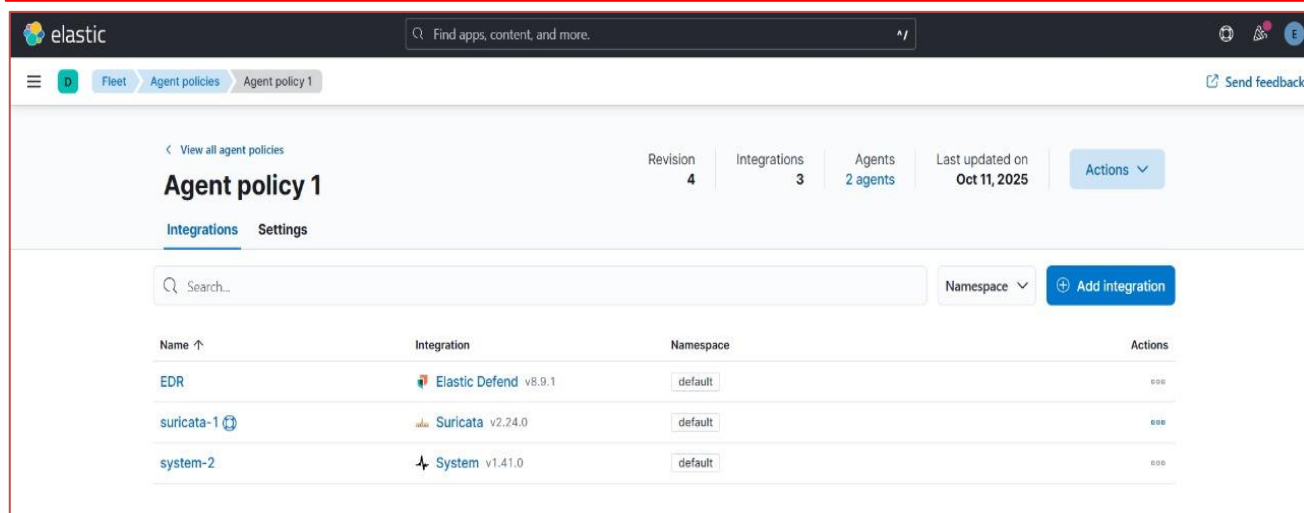 elastic
Find apps, content, and more.
^/
E
D
Fleet
Agent policies
Agent policy 1
Send feedback
View all agent policies
Agent policy 1
Revision
4
Integrations
3
Agents
2 agents
Last updated on
Oct 11, 2025
Actions
Integrations
Settings
Search...
Namespace
Add integration
Name
Integration
Namespace
Actions
EDR
Elastic Defend v8.9.1
default
suricata-1
Suricata v2.24.0
default
system-2
System v1.41.0
default